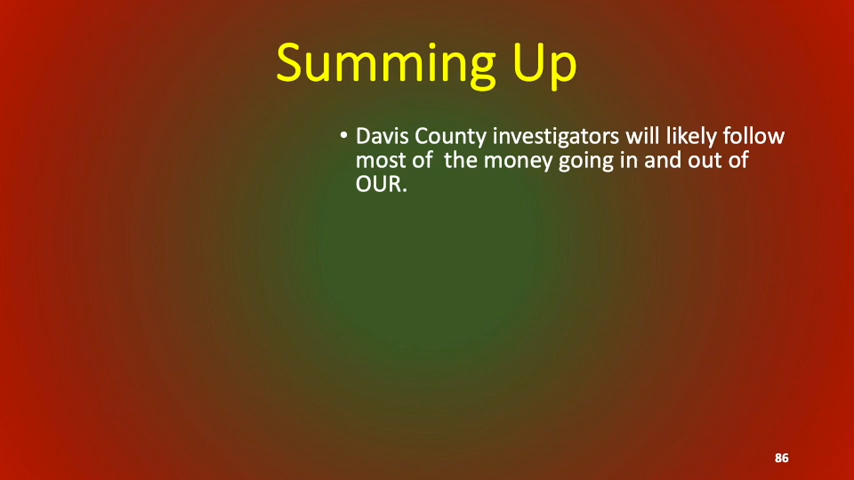 Summing Up
• Davis County investigators will likely follow
most of  the money going in and out of
OUR.
86